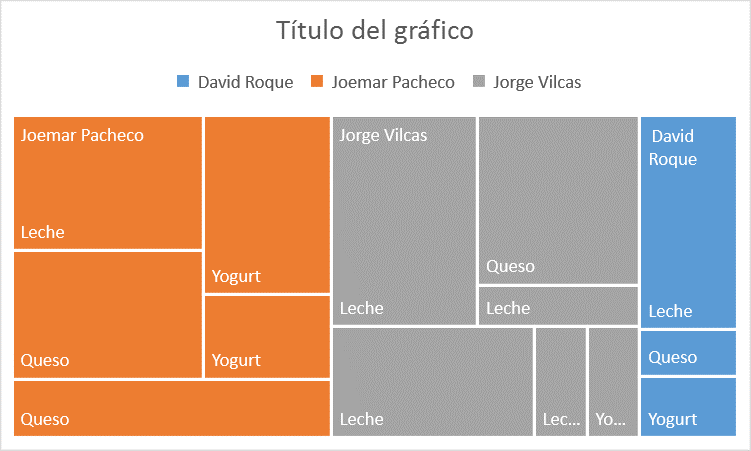 Título del gráfico
David Roque
Joemar Pacheco
Jorge Vilcas
Joemar Pacheco
Leche
Yogurt
Queso
Yogurt
Queso
Jorge Vilcas
Leche
Queso
Leche
Leche
Lec...
Yo...
David
Roque
Leche
Queso
Yogurt